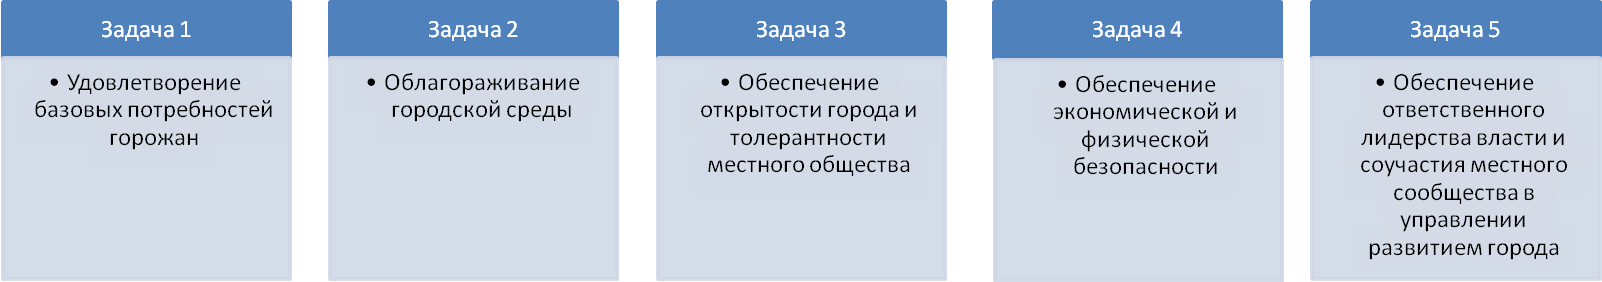 Задача 1
• Удовлетворение
базовых потребностей
горожан
Задача 2
• Облагораживание
городской среды
Задача 3
• Обеспечение
открытости города и
толерантности
местного общества
Задача 4
• Обеспечение
экономической и
физической
безопасности
Задача 5
• Обеспечение
ответственного
лидерства власти и
соучастия местного
сообщества в
управлении
развитием города